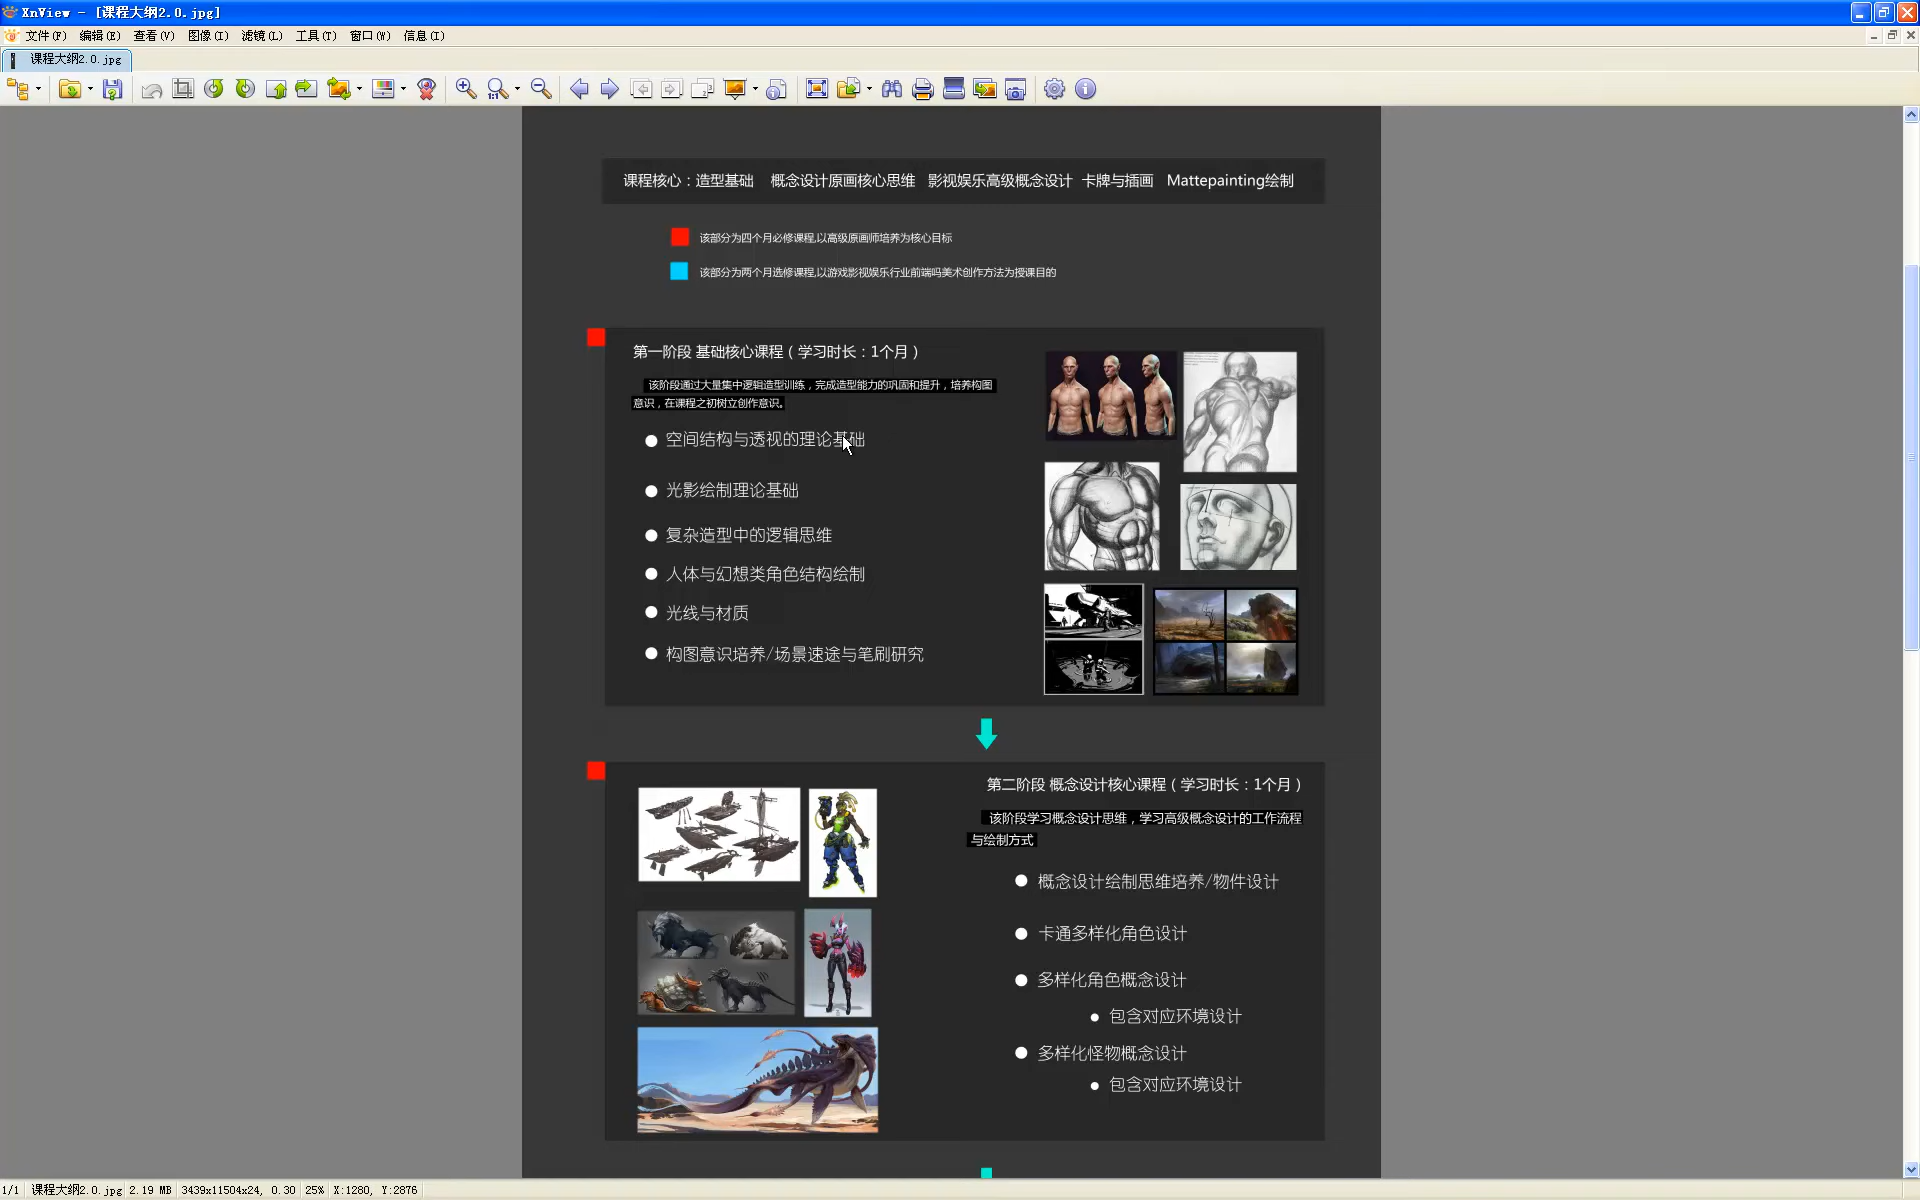 XnView - [课程大纲2.0.jpg]
文件(F) 编辑(E) 查看(V) 图像(I) 滤镜(L) 工具(T) 窗口(W) 信息(I)
课程大纲2.0.jpg
课程核心：造型基础 概念设计原画核心思维 影视娱乐高级概念设计 卡牌与插画 Mattepainting绘制
该部分为四个月必修课程,以高级原画师培养为核心目标
该部分为两个月选修课程,以游戏影视娱乐行业前端吗美术创作方法为授课目的
第一阶段 基础核心课程（学习时长：1个月）
该阶段通过大量集中逻辑造型训练，完成造型能力的巩固和提升，培养构图
意识，在课程之初树立创作意识。
空间结构与透视的理论基础
光影绘制理论基础
复杂造型中的逻辑思维
人体与幻想类角色结构绘制
光线与材质
构图意识培养/场景速途与笔刷研究
第二阶段 概念设计核心课程（学习时长：1个月）
该阶段学习概念设计思维，学习高级概念设计的工作流程
与绘制方式
概念设计绘制思维培养/物件设计
卡通多样化角色设计
多样化角色概念设计
包含对应环境设计
多样化怪物概念设计
包含对应环境设计
1/1 课程大纲2.0.jpg 2.19 MB 3439x11504x24, 0.30 25% X:1280, Y:2876